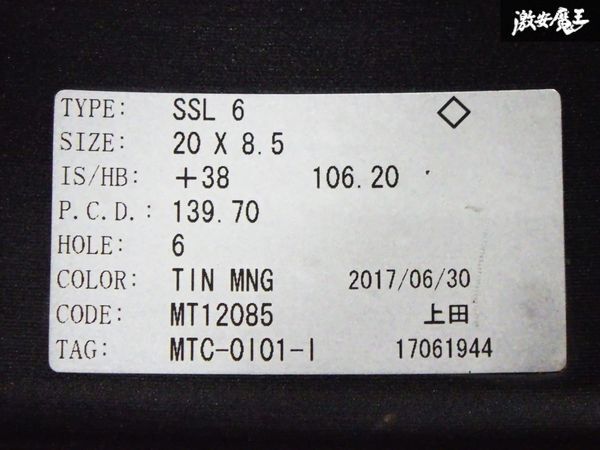 激安魔王
TYPE: SSL 6 ◇
SIZE: 20 X 8.5
IS/HB: +38 106.20
P.C.D.: 139.70
HOLE: 6
COLOR: TIN MNG 2017/06/30
CODE: MT12085 上田
TAG: MTC-0101-1 17061944